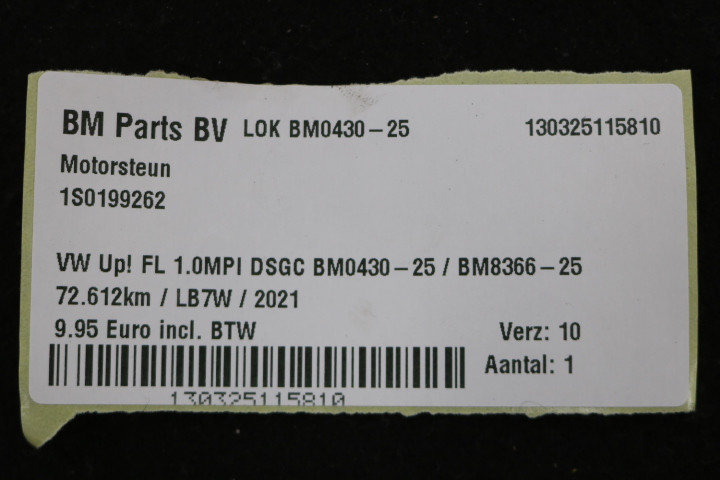 BM Parts BV LOK BM0430-25 130325115810
Motorsteun
1S0199262
VW Up! FL 1.0MPI DSGC BM0430-25 / BM8366-25
72.612km / LB7W / 2021
9.95 Euro incl. BTW Verz: 10
Aantal: 1
130325115810